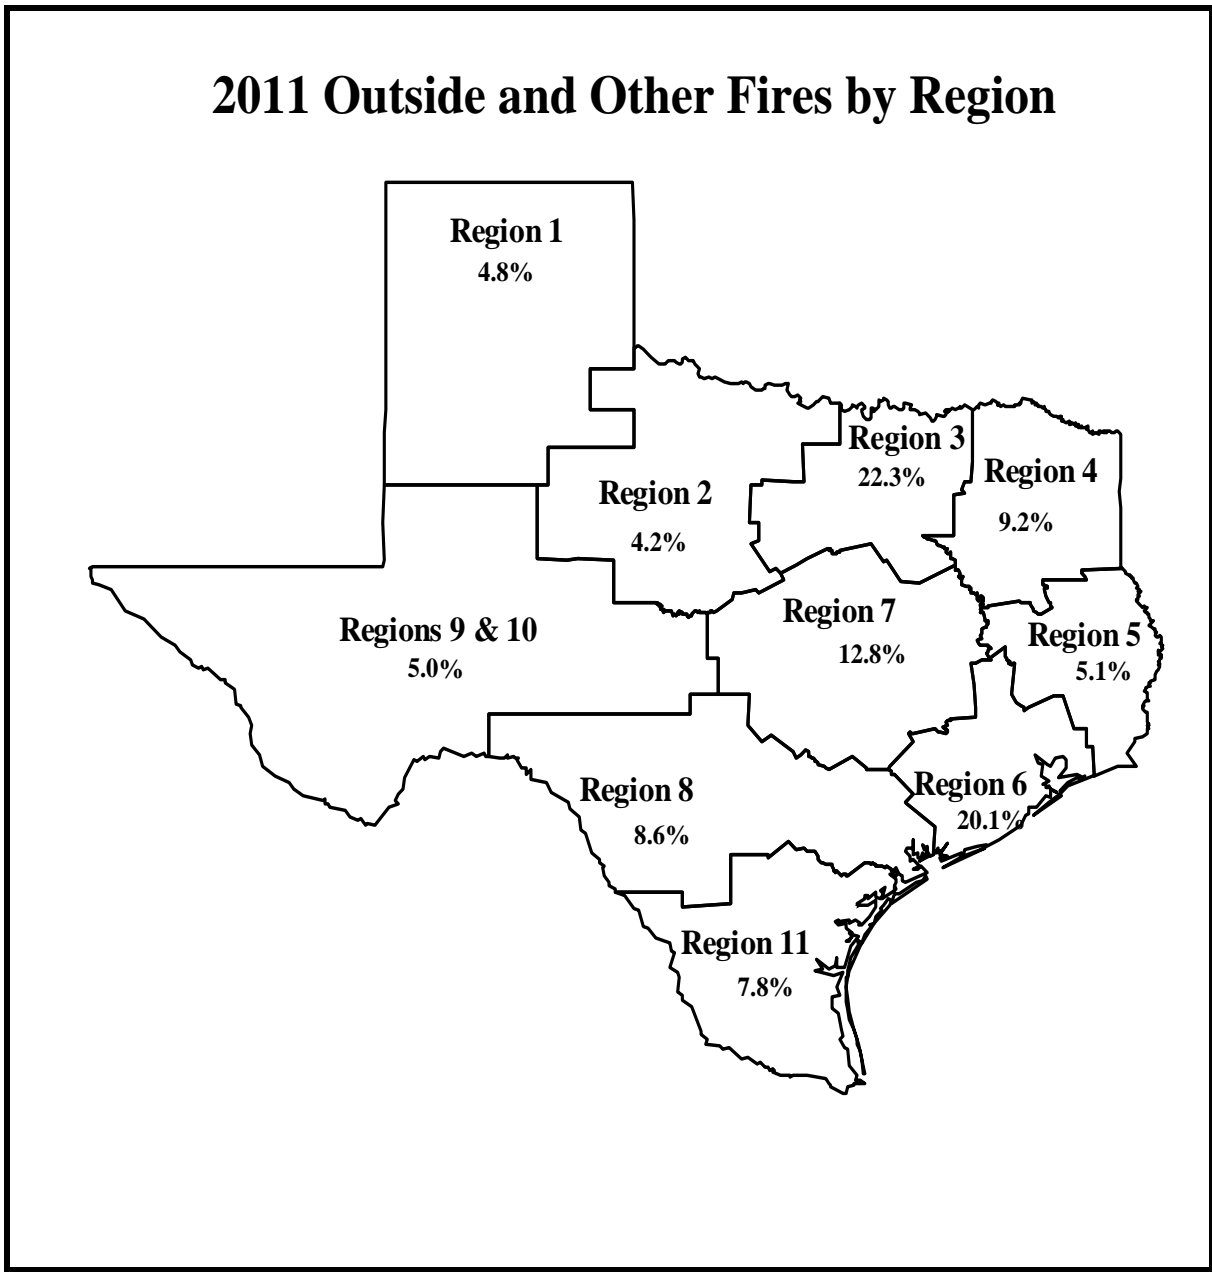 2011 Outside and Other Fires by Region
Region 1
4.8%
Region 3
22.3%
Region 4
9.2%
Region 2
4.2%
Region 7
12.8%
Regions 9 & 10
5.0%
Region 5
5.1%
Region 6
20.1%
Region 8
8.6%
Region 11
7.8%